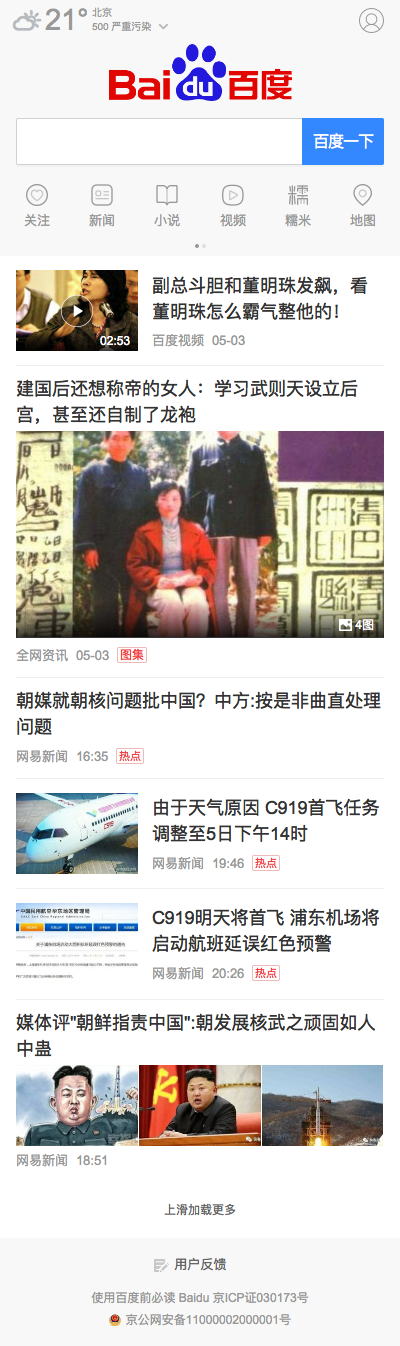 21°
北京
500 严重污染
Bai du 百度
百度一下
关注 新闻 小说 视频 糯米 地图
副总斗胆和董明珠发飙，看
董明珠怎么霸气整他的！
02:53
百度视频 05-03
建国后还想称帝的女人：学习武则天设立后
宫，甚至还自制了龙袍
4图
全网资讯 05-03 图集
朝媒就朝核问题批中国？中方:按是非曲直处理
问题
网易新闻 16:35 热点
由于天气原因 C919首飞任务
调整至5日下午14时
网易新闻 19:46 热点
C919明天将首飞 浦东机场将
启动航班延误红色预警
网易新闻 20:26 热点
媒体评"朝鲜指责中国":朝发展核武之顽固如人
中蛊
网易新闻 18:51
上滑加载更多
用户反馈
使用百度前必读 Baidu 京ICP证030173号
京公网安备11000002000001号